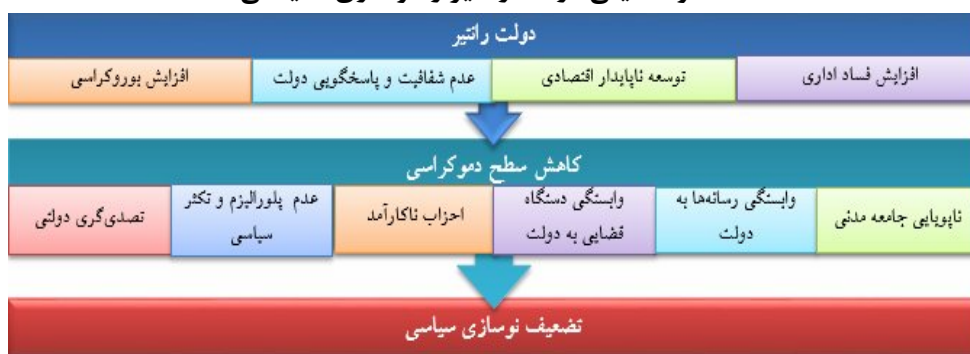 دولت رانتیر
افزایش فساد اداری
توسعه ناپایدار اقتصادی
عدم شفافیت و پاسخگویی دولت
افزایش بوروکراسی
کاهش سطح دموکراسی
ناپویایی جامعه مدنی
وابستگی رسانه‌ها به
دولت
وابستگی دستگاه
قضایی به دولت
احزاب ناکارآمد
عدم پلورالیزم و تکثر
سیاسی
تصدی‌گری دولتی
تضعیف نوسازی سیاسی